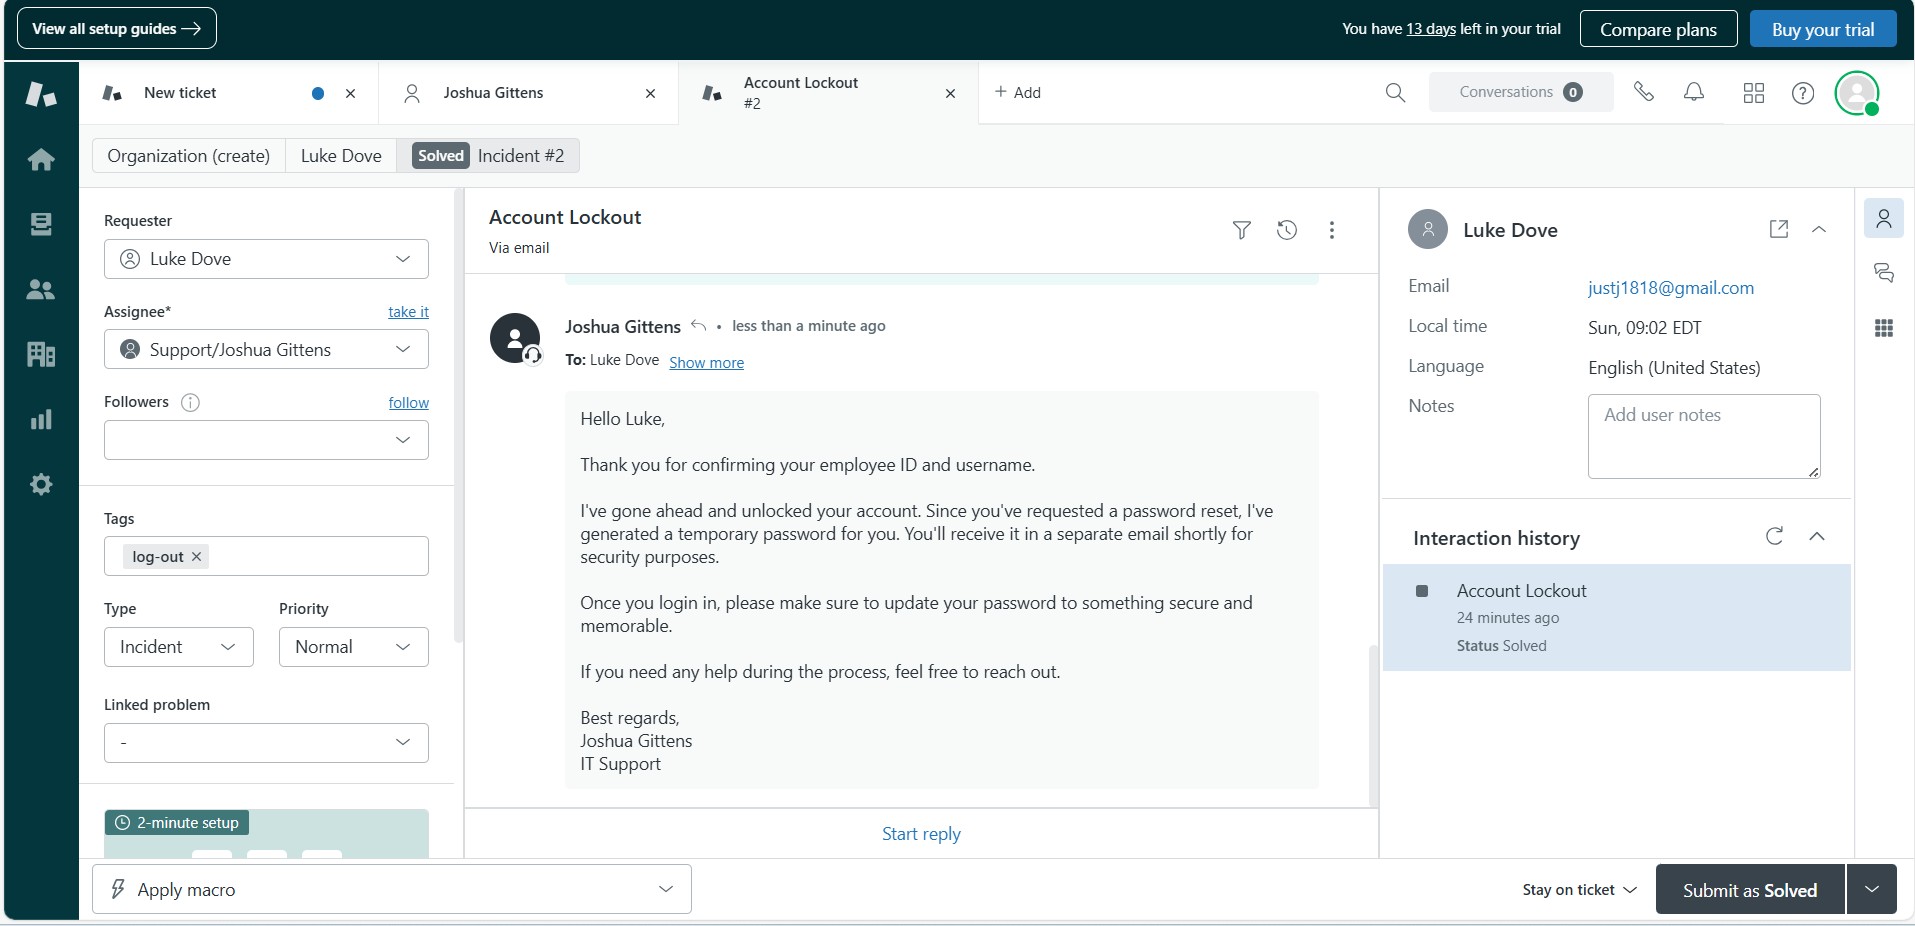 View all setup guides →
You have 13 days left in your trial
Compare plans
Buy your trial
New ticket
Joshua Gittens
Account Lockout
#2
+ Add
Conversations 0
Organization (create)
Luke Dove
Solved Incident #2
Requester
Luke Dove
Assignee*
take it
Support/Joshua Gittens
Followers
follow
Tags
log-out ×
Type
Priority
Incident
Normal
Linked problem
-
2-minute setup
Account Lockout
Via email
Joshua Gittens • less than a minute ago
To: Luke Dove Show more
Hello Luke,
Thank you for confirming your employee ID and username.
I've gone ahead and unlocked your account. Since you've requested a password reset, I've
generated a temporary password for you. You'll receive it in a separate email shortly for
security purposes.
Once you login in, please make sure to update your password to something secure and
memorable.
If you need any help during the process, feel free to reach out.
Best regards,
Joshua Gittens
IT Support
Start reply
Luke Dove
Email
justj1818@gmail.com
Local time
Sun, 09:02 EDT
Language
English (United States)
Notes
Add user notes
Interaction history
Account Lockout
24 minutes ago
Status Solved
Apply macro
Stay on ticket
Submit as Solved